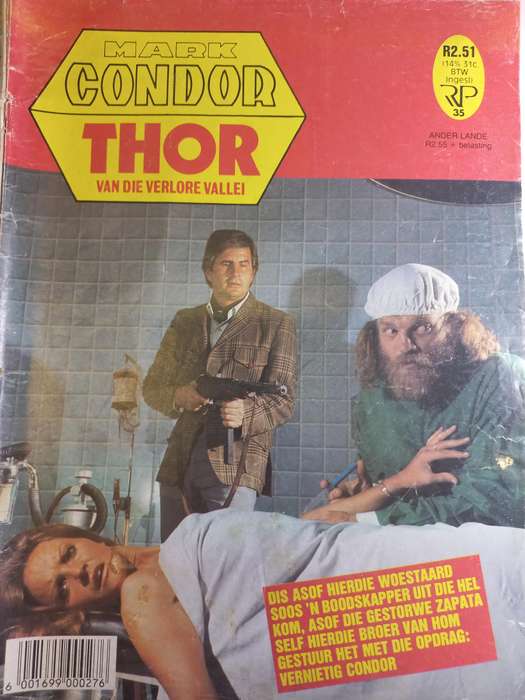 MARK
CONDOR
THOR
VAN DIE VERLORE VALLEI
R2.51
(14% 31c
BTW
Ingesl)
RP
35
ANDER LANDE
R2.55 + belasting
DIS ASOF HIERDIE WOESTAARD
SOOS 'N BOODSKAPPER UIT DIE HEL
KOM, ASOF DIE GESTORWE ZAPATA
SELF HIERDIE BROER VAN HOM
GESTUUR HET MET DIE OPDRAG:
VERNIETIG CONDOR
6 001699 000276